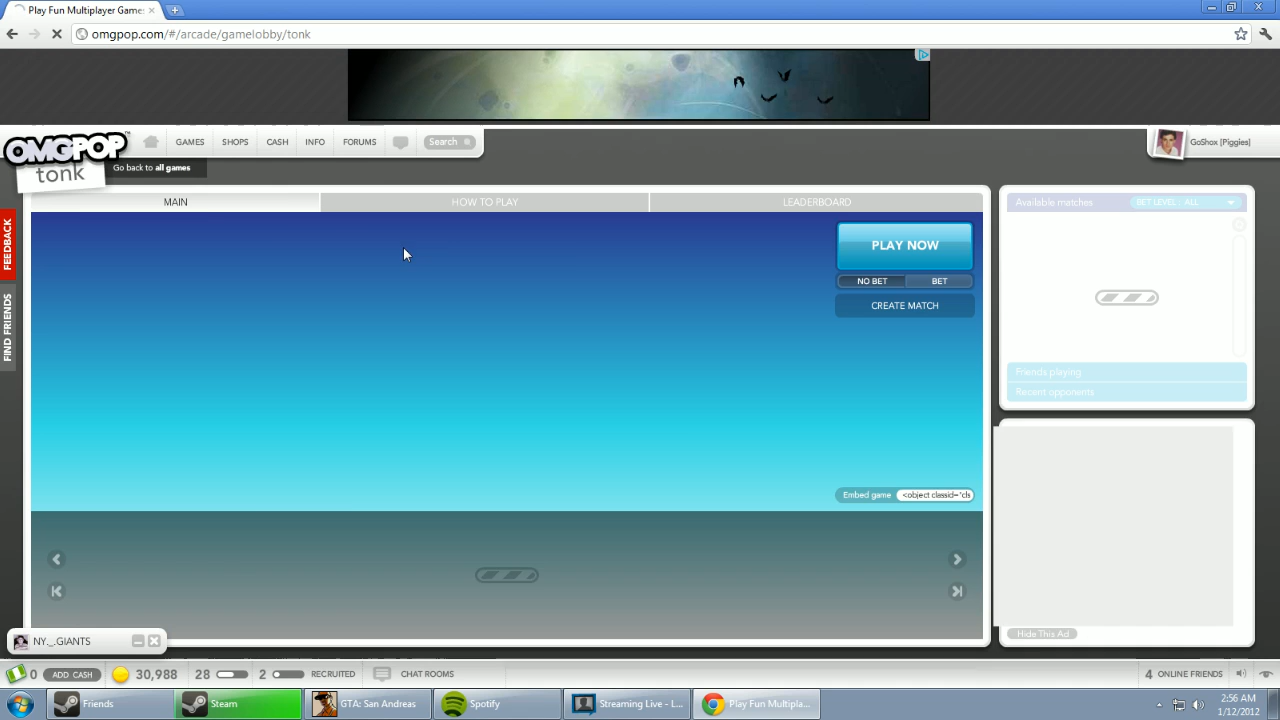 Play Fun Multiplayer Game:
omgpop.com/#/arcade/gamelobby/tonk
OMGPOP
tonk
GAMES
SHOPS
CASH
INFO
FORUMS
Search
GoShox [Piggies]
Go back to all games
MAIN
HOW TO PLAY
LEADERBOARD
Available matches
BET LEVEL: ALL
PLAY NOW
NO BET
BET
CREATE MATCH
FEEDBACK
FIND FRIENDS
Friends playing
Recent opponents
Embed game
<object classid='cls
Hide This Ad
NY._.GIANTS
0
ADD CASH
30,988
28
2
RECRUITED
CHAT ROOMS
4 ONLINE FRIENDS
Friends
Steam
GTA: San Andreas
Spotify
Streaming Live - L...
Play Fun Multipla...
2:56 AM
1/12/2012